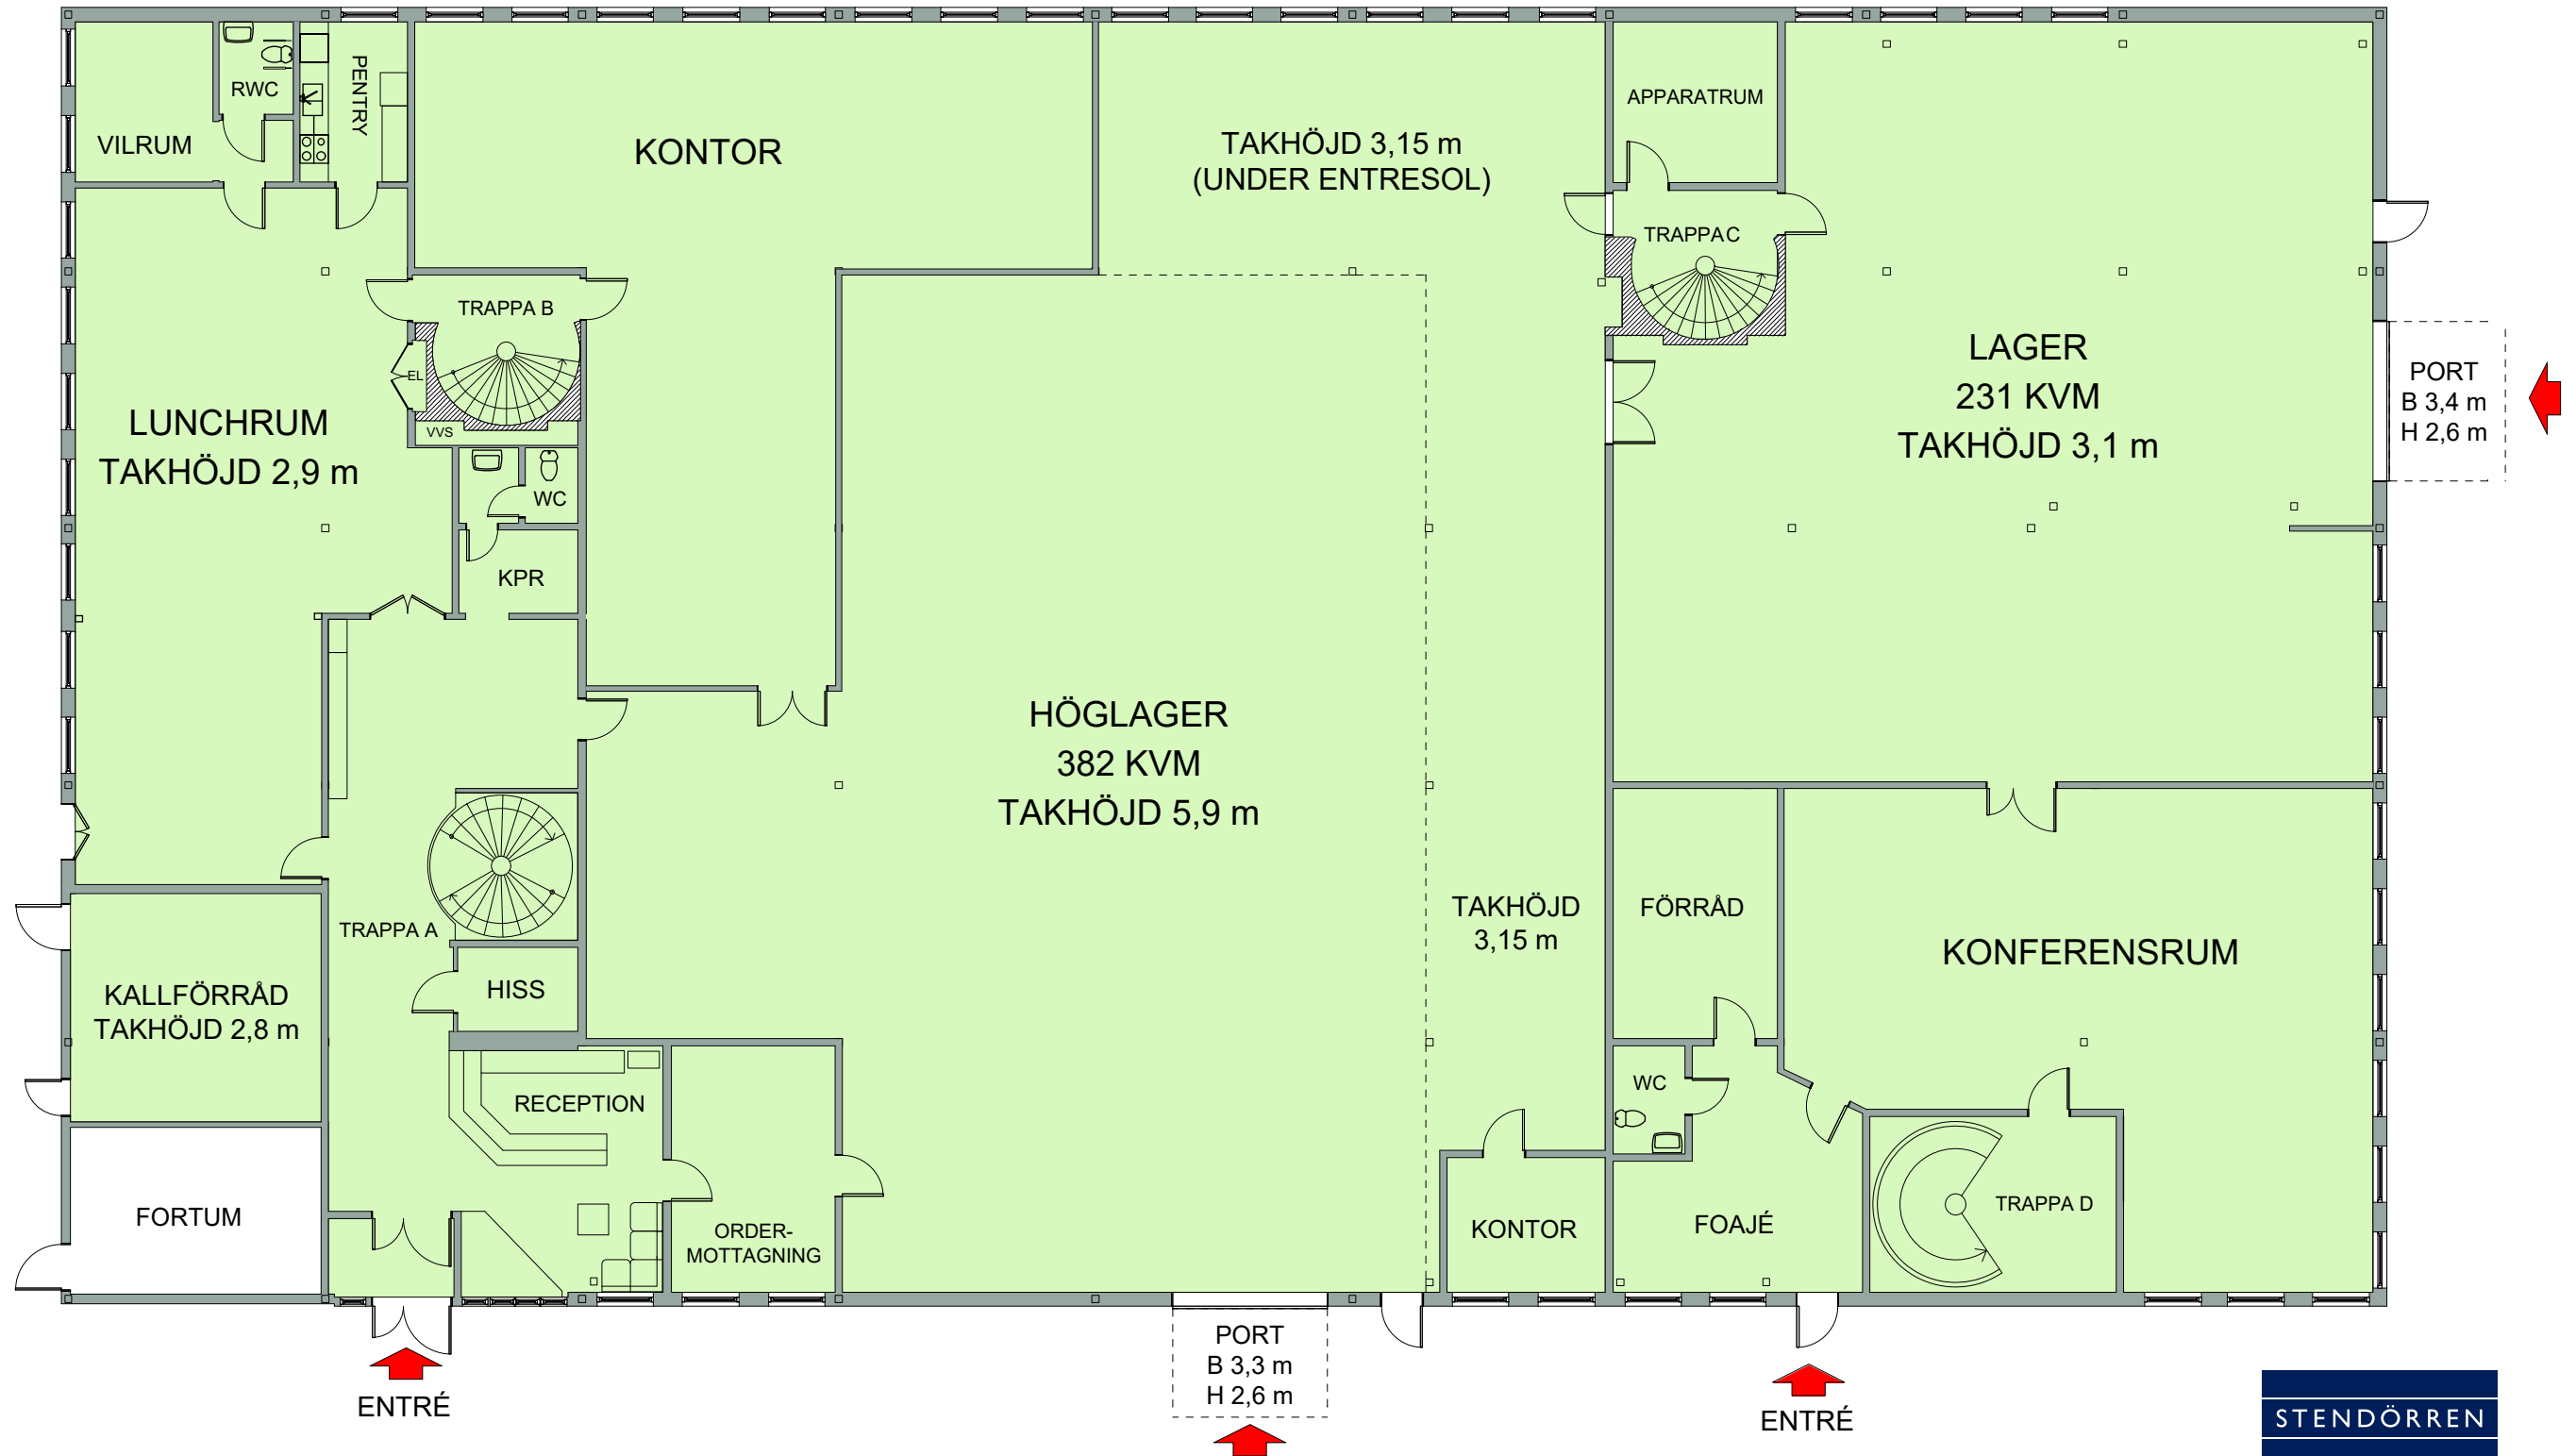 RWC
PENTRY
VILRUM
KONTOR
TAKHÖJD 3,15 m
(UNDER ENTRESOL)
APPARATRUM
TRAPPA C
TRAPPA B
EL
VVS
LUNCHRUM
TAKHÖJD 2,9 m
WC
KPR
LAGER
231 KVM
TAKHÖJD 3,1 m
PORT
B 3,4 m
H 2,6 m
HÖGLAGER
382 KVM
TAKHÖJD 5,9 m
TAKHÖJD
3,15 m
FÖRRÅD
KONFERENSRUM
TRAPPA A
HISS
KALLFÖRRÅD
TAKHÖJD 2,8 m
RECEPTION
WC
FORTUM
ORDER-
MOTTAGNING
KONTOR
FOAJÉ
TRAPPA D
ENTRÉ
PORT
B 3,3 m
H 2,6 m
ENTRÉ
STENDÖRREN